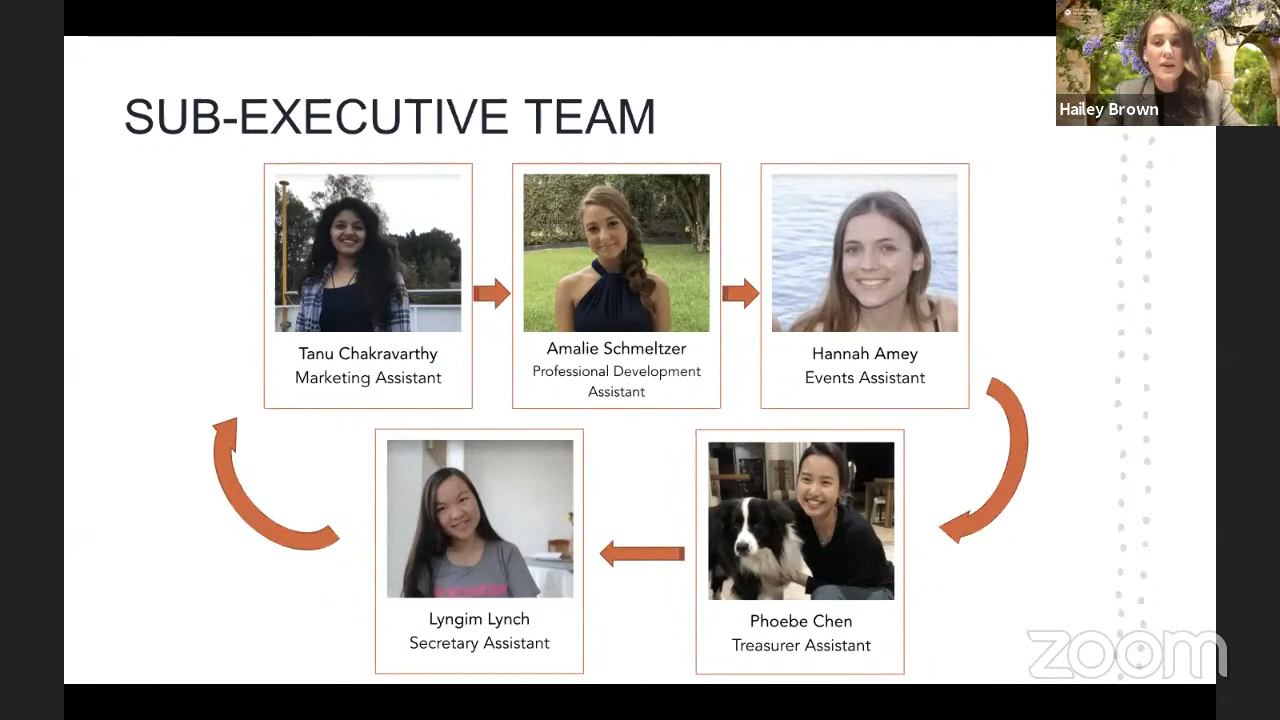 SUB-EXECUTIVE TEAM
Hailey Brown
Tanu Chakravarthy
Marketing Assistant
Amalie Schmeltzer
Professional Development
Assistant
Hannah Amey
Events Assistant
Lyngim Lynch
Secretary Assistant
Phoebe Chen
Treasurer Assistant
zoom